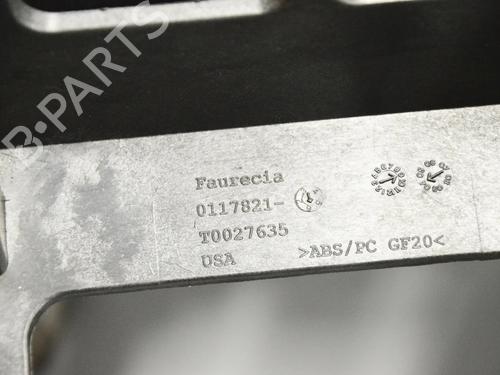 B-PARTS
Faurecia
0117821-
T0027635
USA
>ABS/PC GF20<